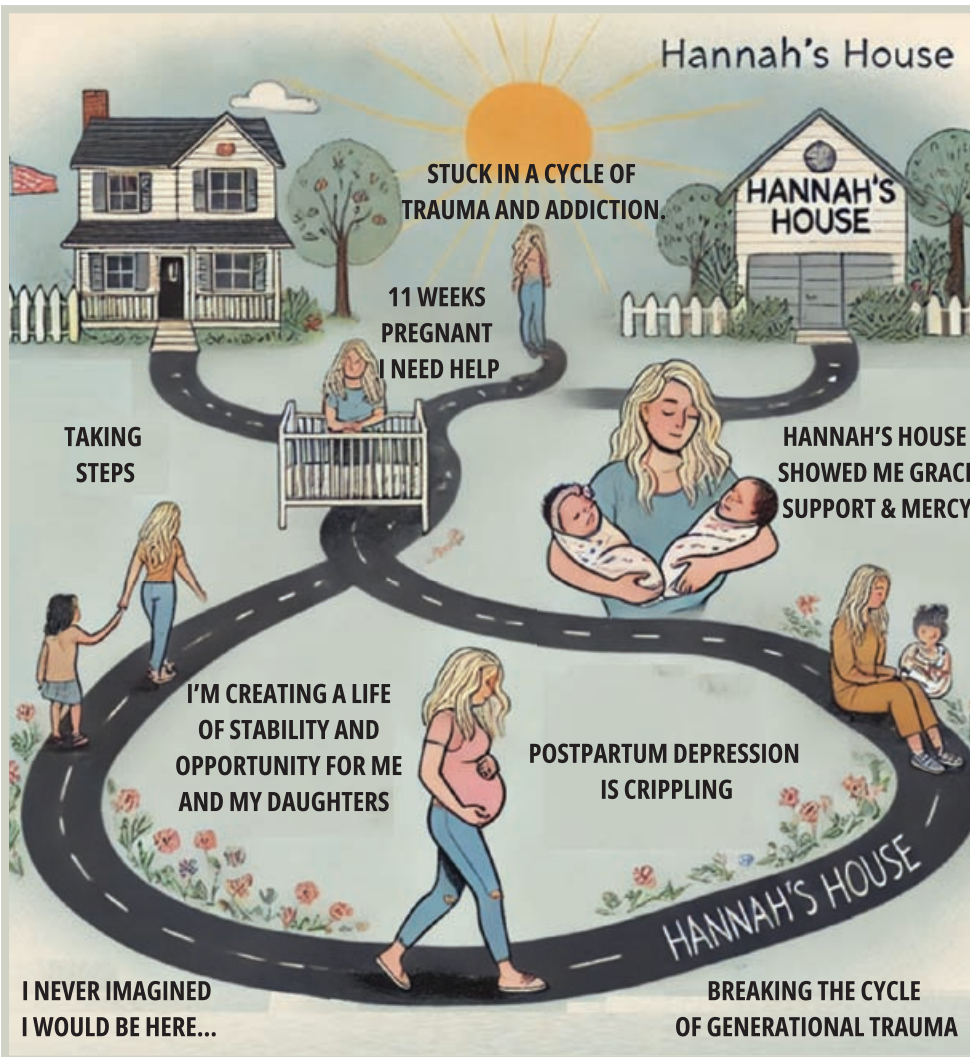 Hannah's House
STUCK IN A CYCLE OF
TRAUMA AND ADDICTION.
HANNAH'S
HOUSE
11 WEEKS
PREGNANT
I NEED HELP
TAKING
STEPS
HANNAH'S HOUSE
SHOWED ME GRACE
SUPPORT & MERCY
I'M CREATING A LIFE
OF STABILITY AND
OPPORTUNITY FOR ME
AND MY DAUGHTERS
POSTPARTUM DEPRESSION
IS CRIPPLING
HANNAH'S HOUSE
I NEVER IMAGINED
I WOULD BE HERE...
BREAKING THE CYCLE
OF GENERATIONAL TRAUMA